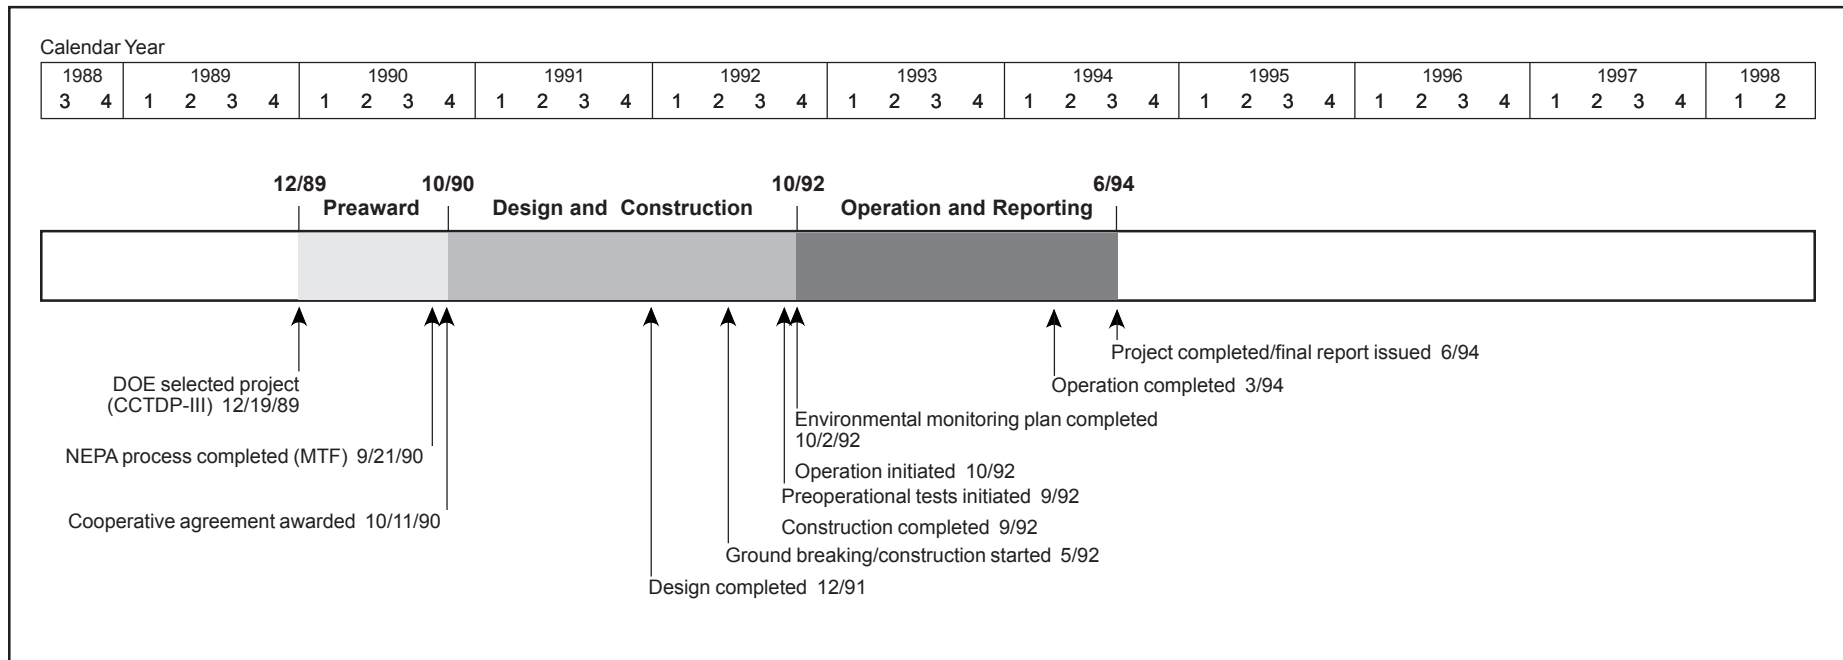 Calendar Year
1988 1989 1990 1991 1992 1993 1994 1995 1996 1997 1998
3 4 1 2 3 4 1 2 3 4 1 2 3 4 1 2 3 4 1 2 3 4 1 2 3 4 1 2 3 4 1 2 3 4 1 2 3 4 1 2
12/89 10/90 10/92 6/94
Preaward Design and Construction Operation and Reporting
Project completed/final report issued 6/94
DOE selected project
(CCTDP-III) 12/19/89
Operation completed 3/94
Environmental monitoring plan completed
10/2/92
NEPA process completed (MTF) 9/21/90
Operation initiated 10/92
Preoperational tests initiated 9/92
Cooperative agreement awarded 10/11/90
Construction completed 9/92
Ground breaking/construction started 5/92
Design completed 12/91